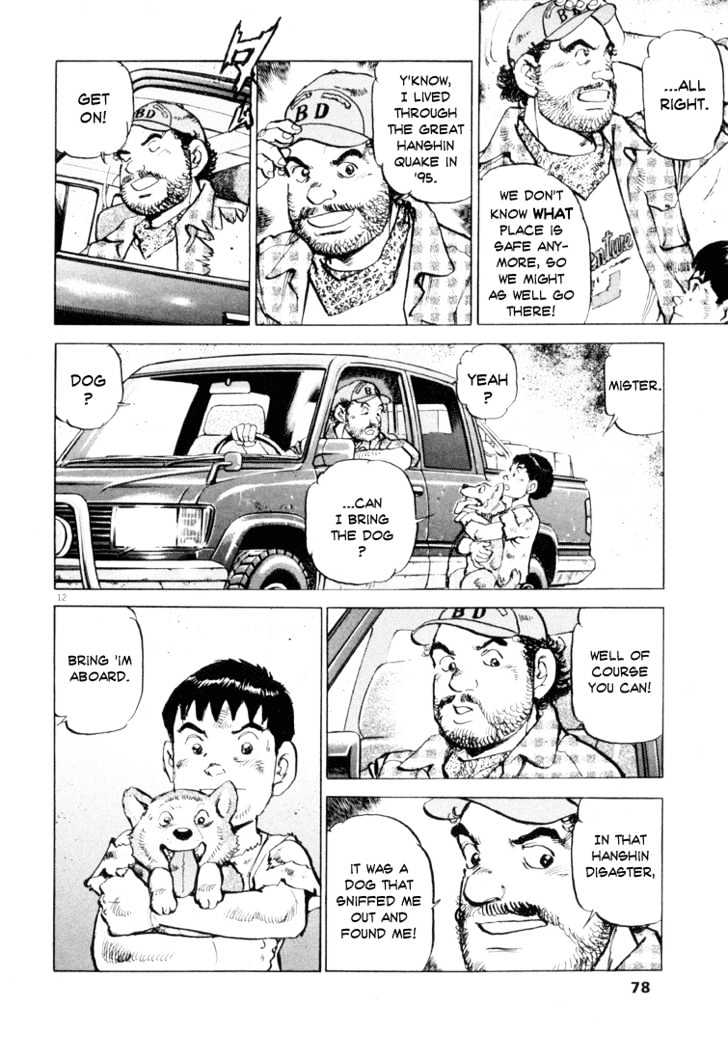 ...ALL
RIGHT.
WE DON'T
KNOW WHAT
PLACE IS
SAFE ANY-
MORE, SO
WE MIGHT
AS WELL GO
THERE!
BD
Y'KNOW,
I LIVED
THROUGH
THE GREAT
HANSHIN
QUAKE IN
'95.
BD
GET
ON!
BD
MISTER.
YEAH
?
...CAN
I BRING
THE DOG
?
DOG
?
12
WELL OF
COURSE
YOU CAN!
BD
IN THAT
HANSHIN
DISASTER,
IT WAS A
DOG THAT
SNIFFED ME
OUT AND
FOUND ME!
BRING 'IM
ABOARD.
78